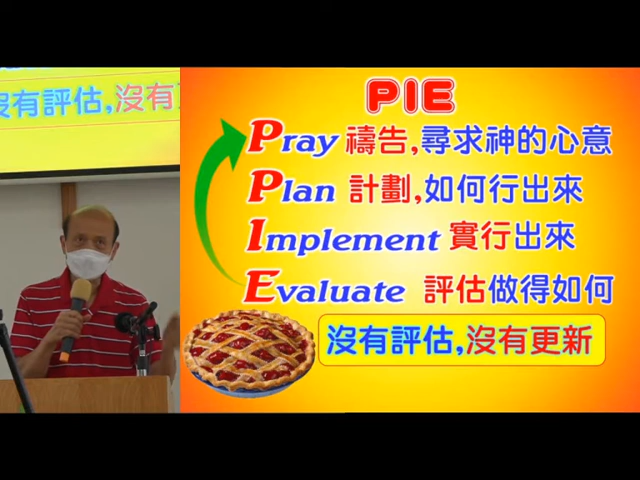 沒有評估,沒有更
PIE
Pray 禱告,尋求神的心意
Plan 計劃,如何行出來
Implement 實行出來
Evaluate 評估做得如何
沒有評估,沒有更新